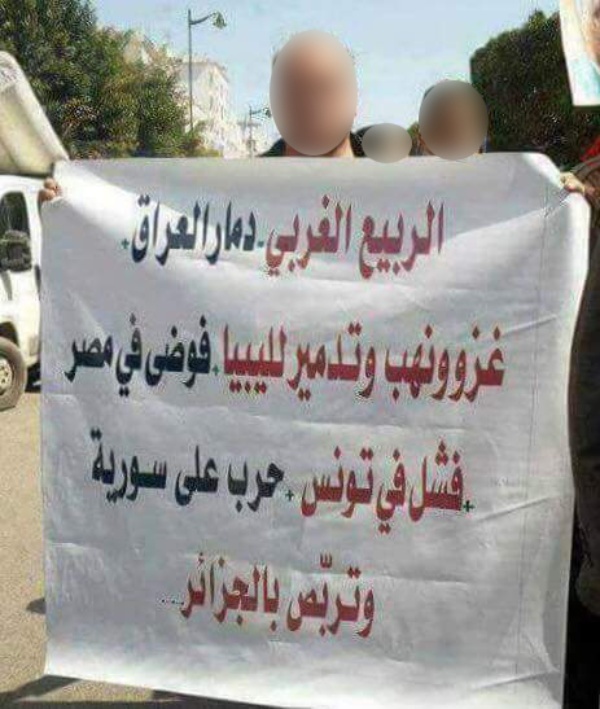 الربيع الغربي-دمار العراق+
غزو ونهب وتدمير لليبيا+فوضى في مصر
+فشل في تونس+حرب على سورية
وتربّص بالجزائر.....